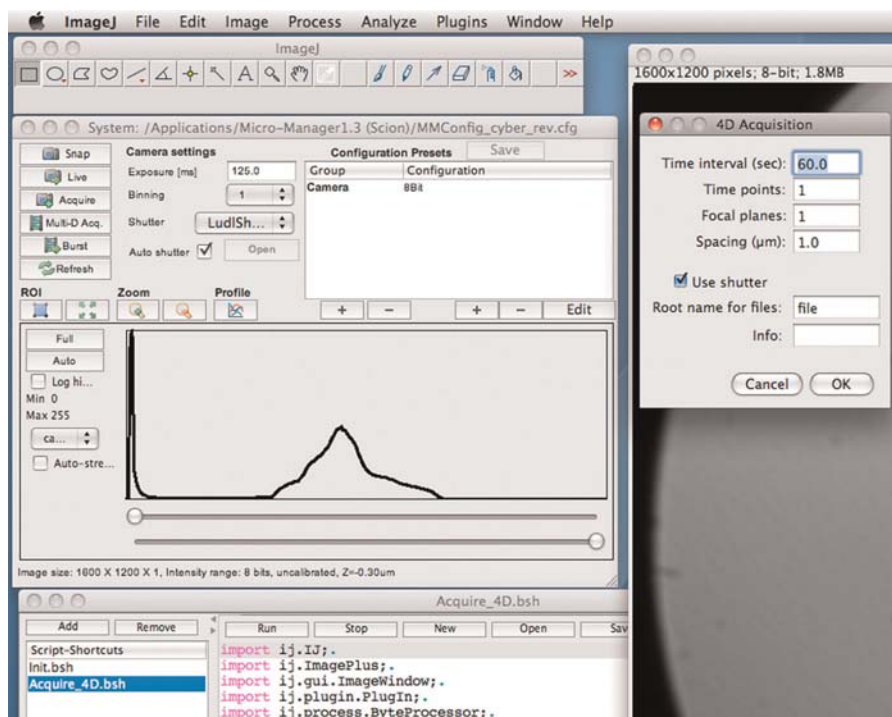 ImageJ File Edit Image Process Analyze Plugins Window Help
ImageJ
A
>>
System: /Applications/Micro-Manager1.3 (Scion)/MMConfig_cyber_rev.cfg
Snap
Live
Acquire
Multi-D Acq.
Burst
Refresh
Camera settings
Exposure [ms] 125.0
Binning 1
Shutter LudlSh...
Auto shutter Open
Configuration Presets Save
Group Configuration
Camera 8Bit
ROI Zoom Profile
+ − + − Edit
Full
Auto
Log hi...
Min 0
Max 255
ca...
Auto-stre...
Image size: 1600 X 1200 X 1, Intensity range: 8 bits, uncalibrated, Z=-0.30um
Acquire_4D.bsh
Add Remove Run Stop New Open Sav
Script-Shortcuts
Init.bsh
Acquire_4D.bsh
import ij.IJ;.
import ij.ImagePlus;.
import ij.gui.ImageWindow;.
import ij.plugin.PlugIn;.
import ij.process.ByteProcessor;.
1600x1200 pixels; 8-bit; 1.8MB
4D Acquisition
Time interval (sec): 60.0
Time points: 1
Focal planes: 1
Spacing (µm): 1.0
Use shutter
Root name for files: file
Info:
Cancel OK